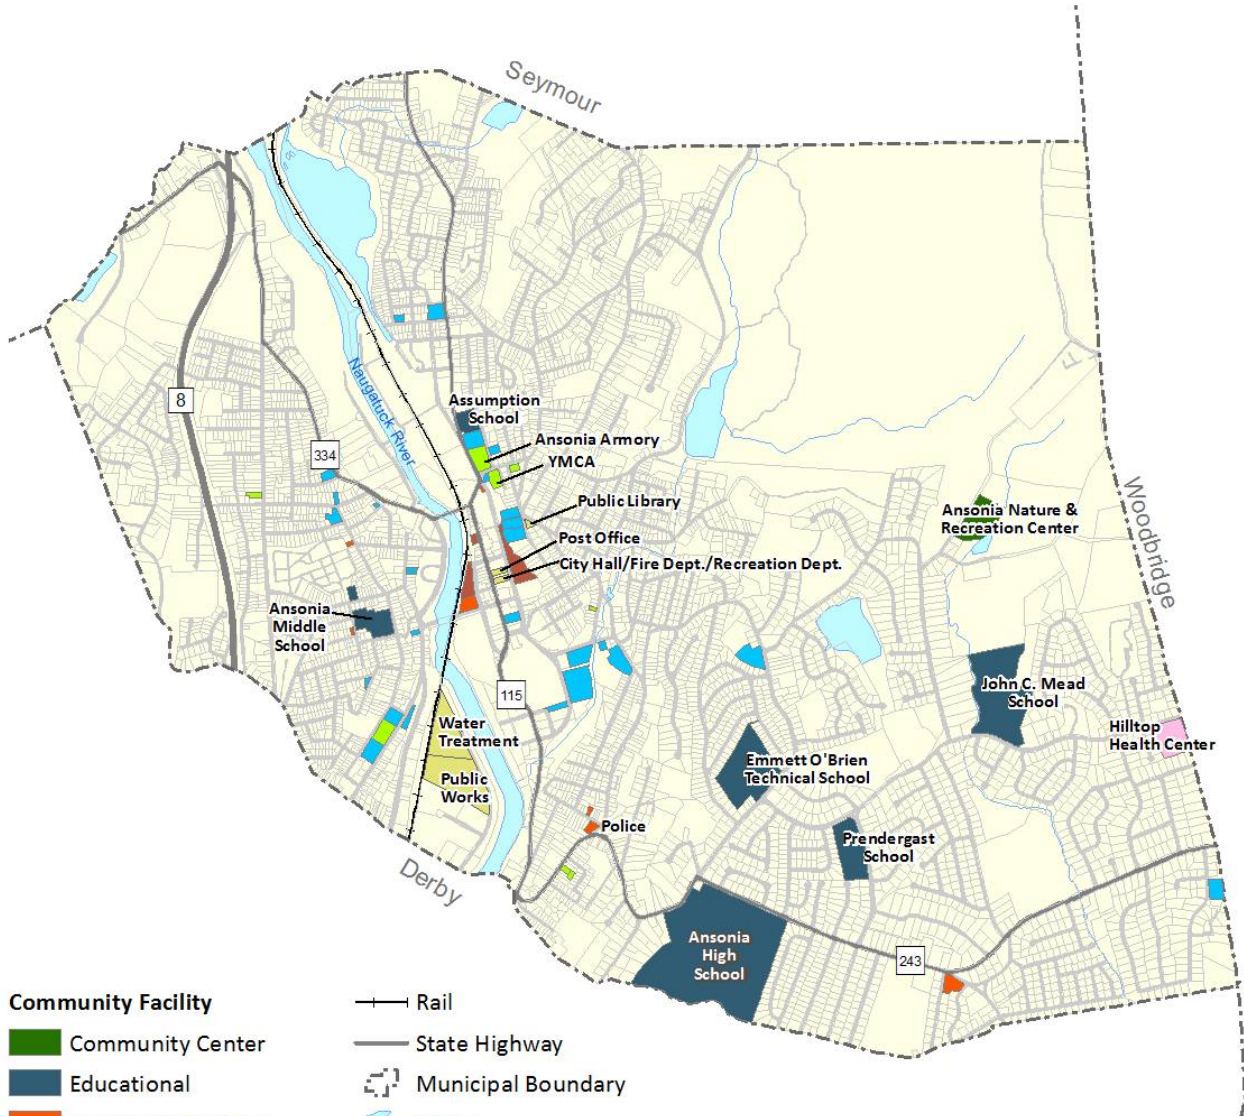 Seymour
Naugatuck River
8
334
Assumption
School
Ansonia Armory
YMCA
Public Library
Post Office
City Hall/Fire Dept./Recreation Dept.
Ansonia Nature &
Recreation Center
Woodbridge
Ansonia
Middle
School
John C. Mead
School
115
Water
Treatment
Hilltop
Health Center
Emmett O'Brien
Technical School
Public
Works
Police
Prendergast
School
Derby
Ansonia
High
School
243
Community Facility
Rail
Community Center
State Highway
Educational
Municipal Boundary